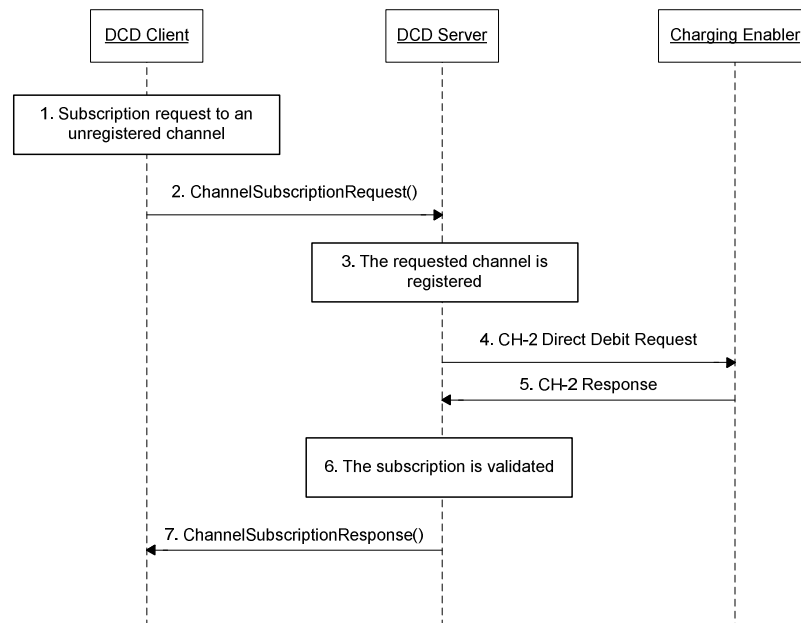 DCD Client
DCD Server
Charging Enabler
1. Subscription request to an
unregistered channel
2. ChannelSubscriptionRequest()
3. The requested channel is
registered
4. CH-2 Direct Debit Request
5. CH-2 Response
6. The subscription is validated
7. ChannelSubscriptionResponse()